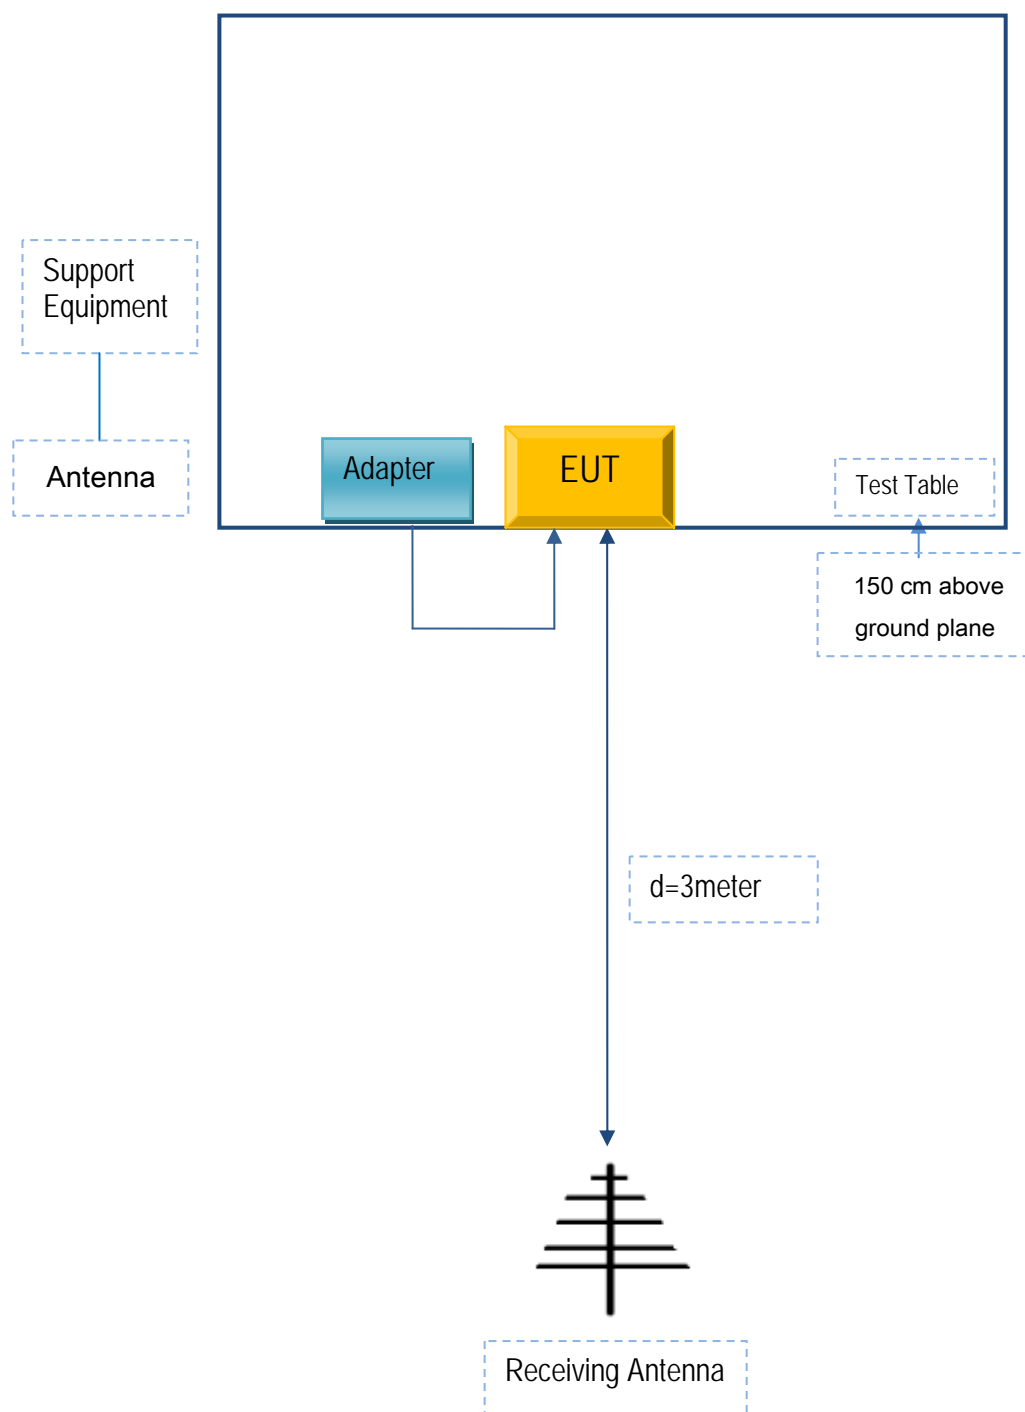 Support
Equipment
Antenna
Adapter
EUT
Test Table
150 cm above
ground plane
d=3meter
Receiving Antenna